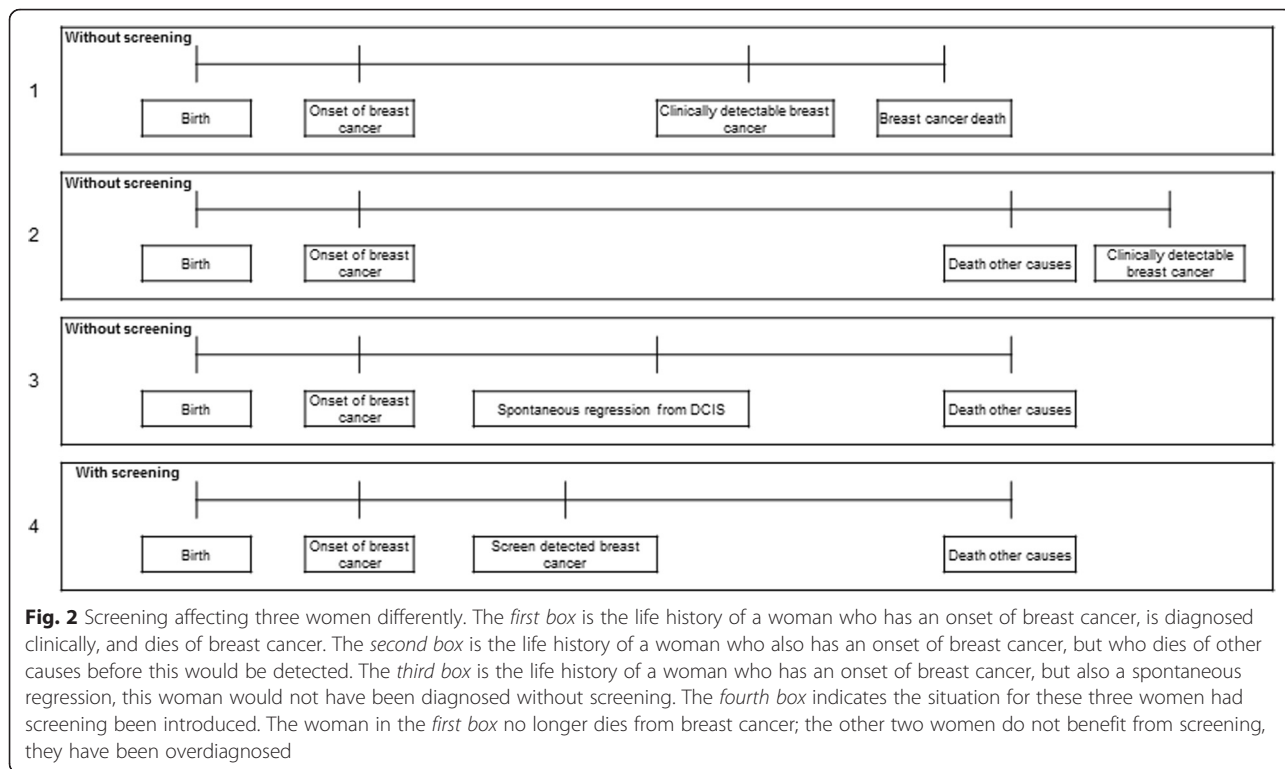 Without screening
1
Birth
Onset of breast
cancer
Clinically detectable breast
cancer
Breast cancer death
Without screening
2
Birth
Onset of breast
cancer
Death other causes
Clinically detectable
breast cancer
Without screening
3
Birth
Onset of breast
cancer
Spontaneous regression from DCIS
Death other causes
With screening
4
Birth
Onset of breast
cancer
Screen detected breast
cancer
Death other causes
Fig. 2 Screening affecting three women differently. The first box is the life history of a woman who has an onset of breast cancer, is diagnosed
clinically, and dies of breast cancer. The second box is the life history of a woman who also has an onset of breast cancer, but who dies of other
causes before this would be detected. The third box is the life history of a woman who has an onset of breast cancer, but also a spontaneous
regression, this woman would not have been diagnosed without screening. The fourth box indicates the situation for these three women had
screening been introduced. The woman in the first box no longer dies from breast cancer; the other two women do not benefit from screening,
they have been overdiagnosed